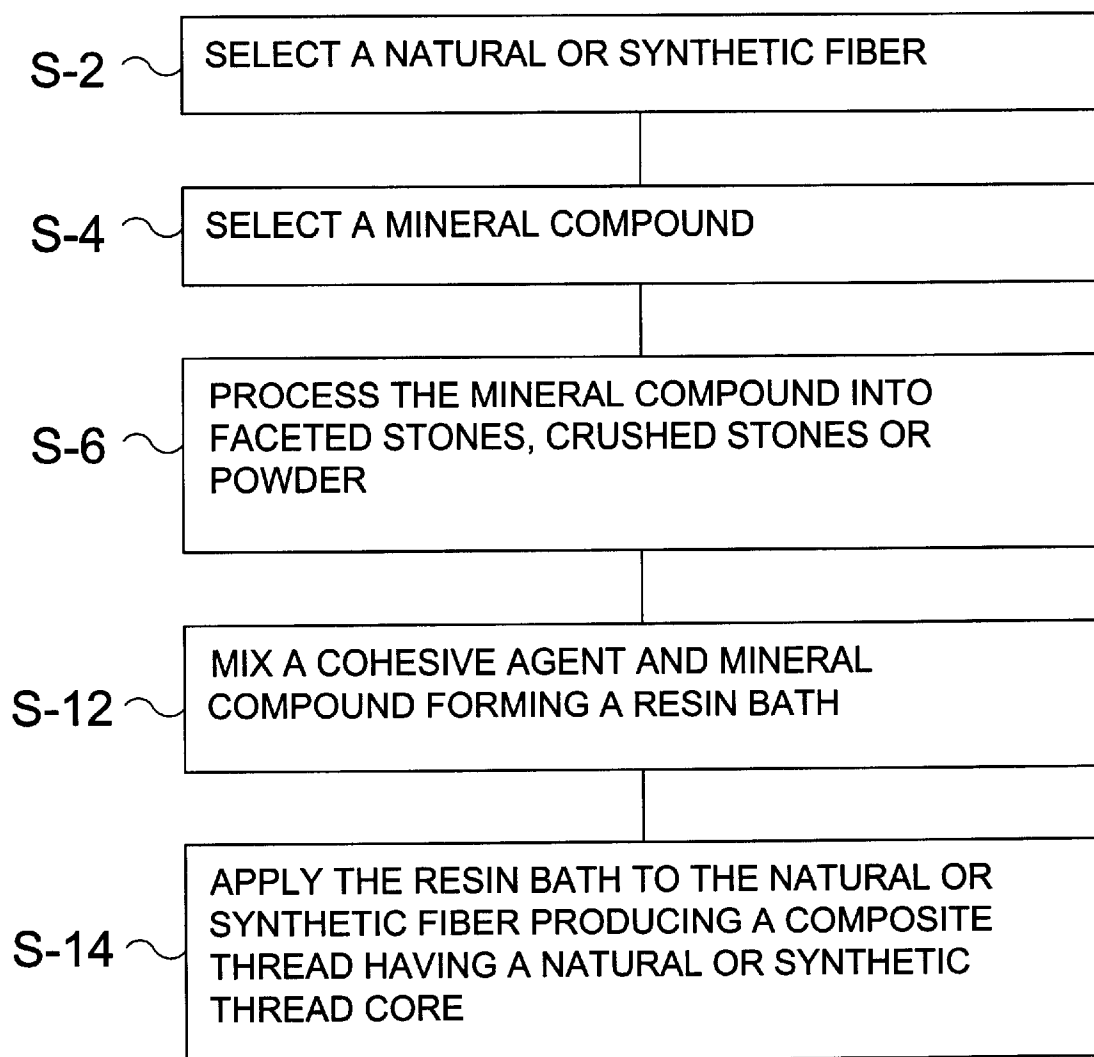 S-2
SELECT A NATURAL OR SYNTHETIC FIBER
S-4
SELECT A MINERAL COMPOUND
S-6
PROCESS THE MINERAL COMPOUND INTO
FACETED STONES, CRUSHED STONES OR
POWDER
S-12
MIX A COHESIVE AGENT AND MINERAL
COMPOUND FORMING A RESIN BATH
S-14
APPLY THE RESIN BATH TO THE NATURAL OR
SYNTHETIC FIBER PRODUCING A COMPOSITE
THREAD HAVING A NATURAL OR SYNTHETIC
THREAD CORE